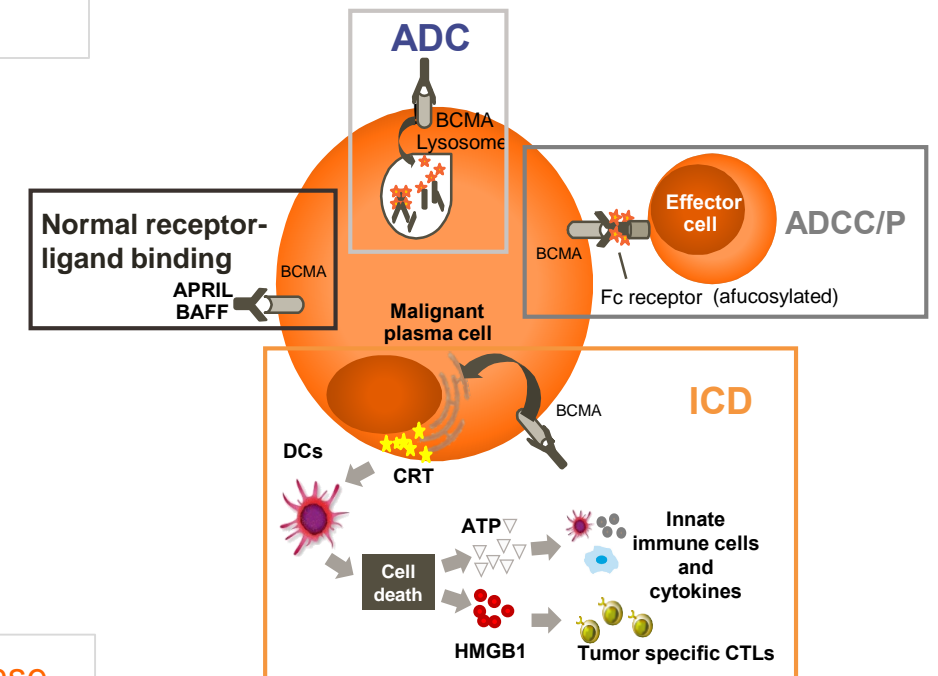 ADC
BCMA
Lysosome
Effector
cell
ADCC/P
BCMA
Fc receptor (afucosylated)
Normal receptor-
ligand binding
BCMA
APRIL
BAFF
Malignant
plasma cell
ICD
BCMA
DCs
CRT
ATP
Innate
immune cells
and
cytokines
Cell
death
HMGB1
Tumor specific CTLs